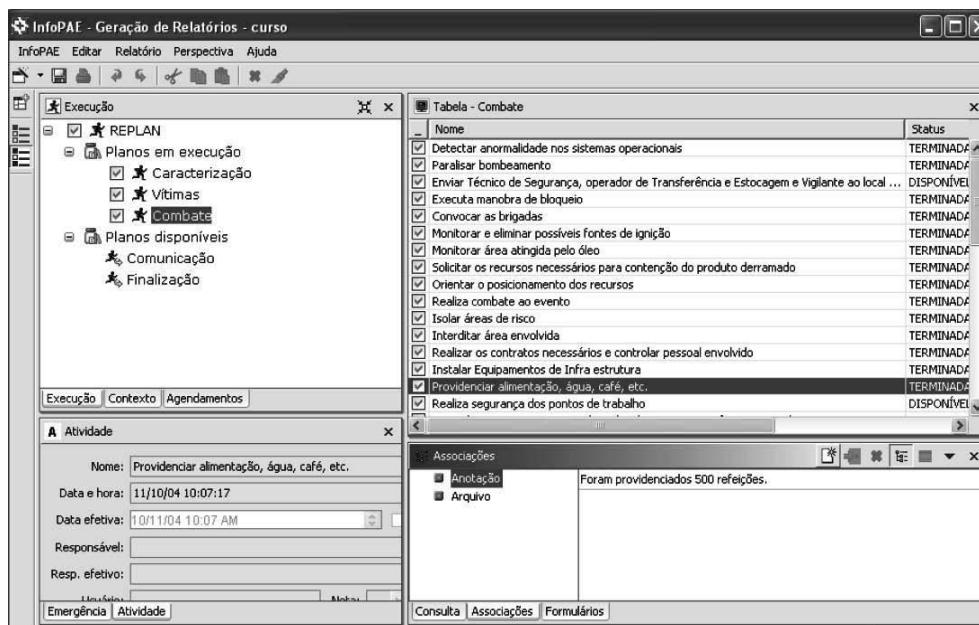 InfoPAE - Geração de Relatórios - curso
InfoPAE Editar Relatório Perspectiva Ajuda
Execução
REPLAN
Planos em execução
Caracterização
Vítimas
Combate
Planos disponíveis
Comunicação
Finalização
Execução Contexto Agendamentos
Tabela - Combate
_ Nome Status
Detectar anormalidade nos sistemas operacionais TERMINADA
Paralisar bombeamento TERMINADA
Enviar Técnico de Segurança, operador de Transferência e Estocagem e Vigilante ao local ... DISPONÍVEL
Executa manobra de bloqueio TERMINADA
Convocar as brigadas TERMINADA
Monitorar e eliminar possíveis fontes de ignição TERMINADA
Monitorar área atingida pelo óleo TERMINADA
Solicitar os recursos necessários para contenção do produto derramado TERMINADA
Orientar o posicionamento dos recursos TERMINADA
Realiza combate ao evento TERMINADA
Isolar áreas de risco TERMINADA
Interditar área envolvida TERMINADA
Realizar os contratos necessários e controlar pessoal envolvido TERMINADA
Instalar Equipamentos de Infra estrutura TERMINADA
Providenciar alimentação, água, café, etc. TERMINADA
Realiza segurança dos pontos de trabalho DISPONÍVEL
A Atividade
Nome: Providenciar alimentação, água, café, etc.
Data e hora: 11/10/04 10:07:17
Data efetiva: 10/11/04 10:07 AM
Responsável:
Resp. efetivo:
Usuário: Nota:
Emergência Atividade
Associações
Anotação
Arquivo
Foram providenciados 500 refeições.
Consulta Associações Formulários